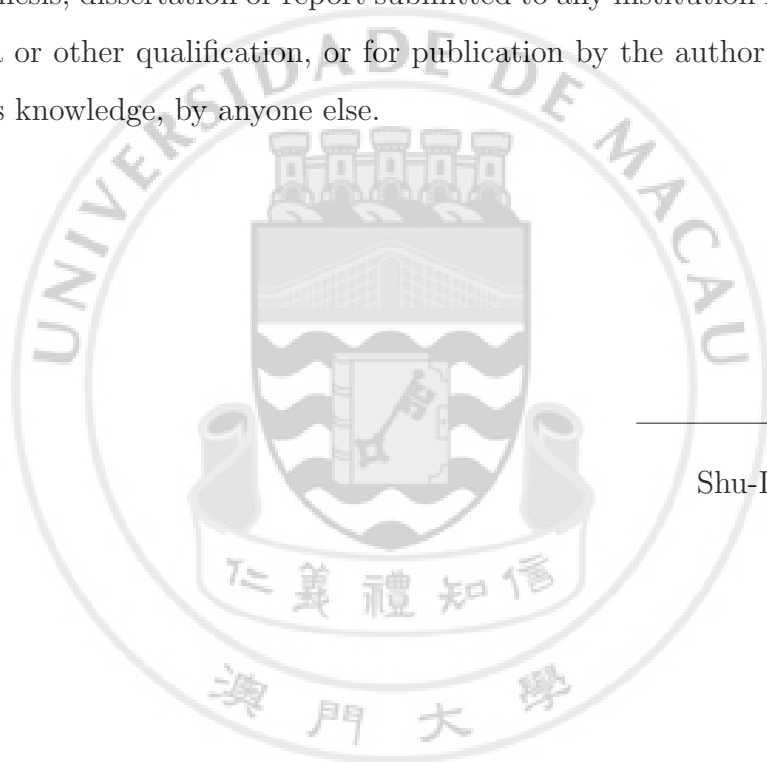 nesis, dissertation or report submitted to any institution
or other qualification, or for publication by the author
s knowledge, by anyone else.
UNIVERSIDADE DE MACAU
Shu-
仁義禮知信
澳門大學